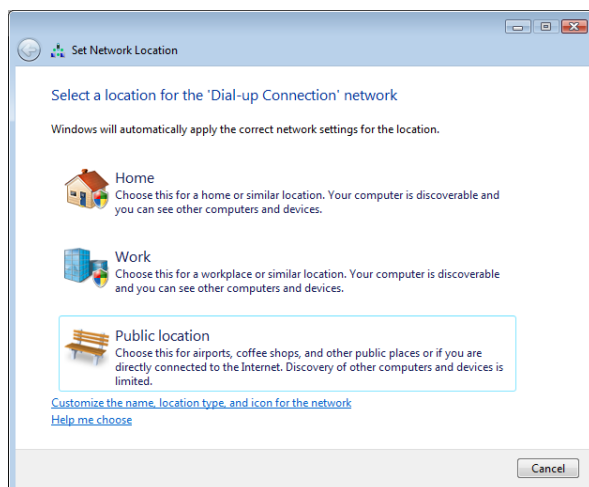 Set Network Location
Select a location for the 'Dial-up Connection' network
Windows will automatically apply the correct network settings for the location.
Home
Choose this for a home or similar location. Your computer is discoverable and
you can see other computers and devices.
Work
Choose this for a workplace or similar location. Your computer is discoverable
and you can see other computers and devices.
Public location
Choose this for airports, coffee shops, and other public places or if you are
directly connected to the Internet. Discovery of other computers and devices is
limited.
Customize the name, location type, and icon for the network
Help me choose
Cancel